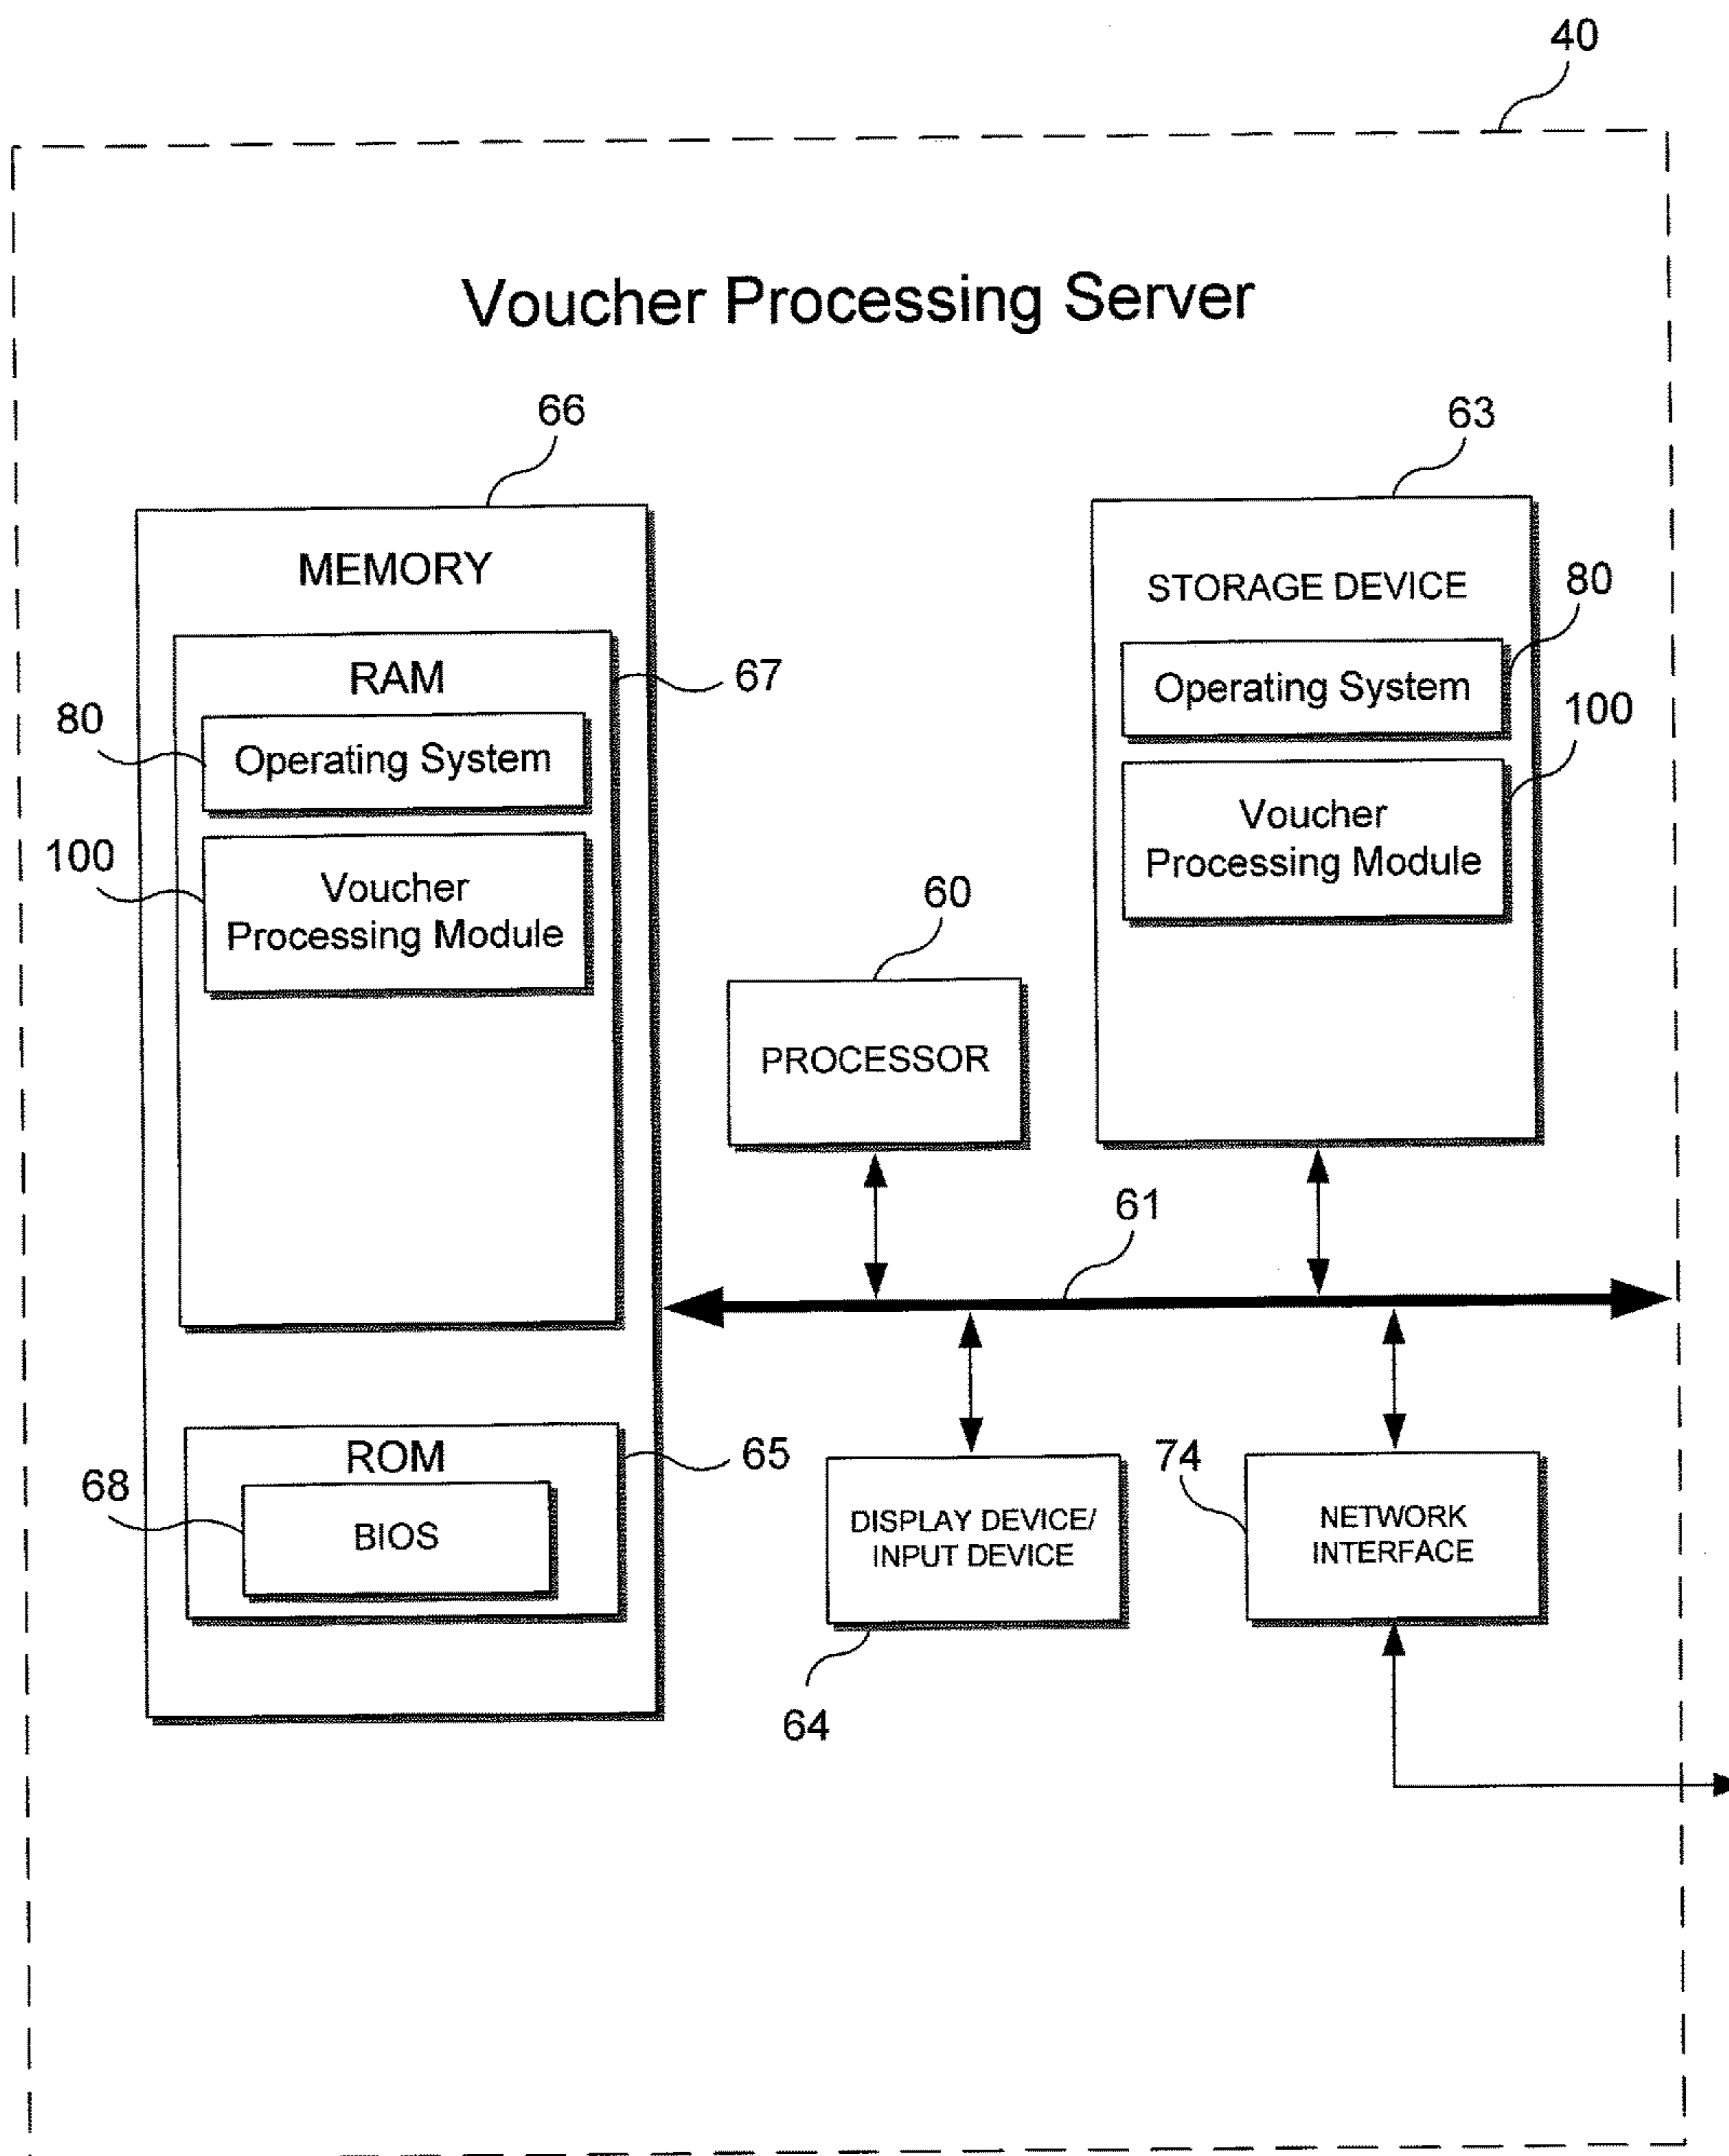 40
Voucher Processing Server
66
63
MEMORY
STORAGE DEVICE
80
RAM
67
Operating System
100
80
Operating System
Voucher
Processing Module
100
Voucher
Processing Module
60
PROCESSOR
61
ROM
65
68
BIOS
DISPLAY DEVICE/
INPUT DEVICE
74
NETWORK
INTERFACE
64